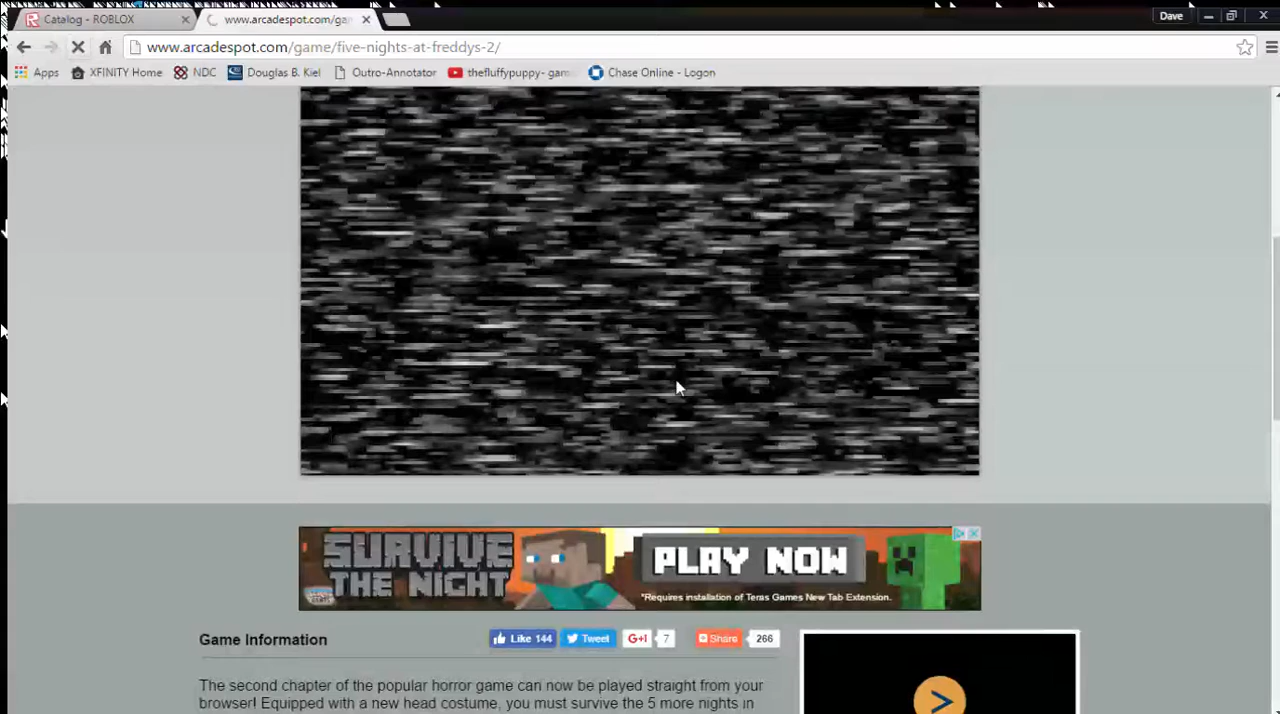 Catalog - ROBLOX
www.arcadespot.com/ga
Dave
www.arcadespot.com/game/five-nights-at-freddys-2/
Apps
XFINITY Home
NDC
Douglas B. Kiel
Outro-Annotator
thefluffypuppy- gam
Chase Online - Logon
SURVIVE
THE NIGHT
PLAY NOW
*Requires installation of Teras Games New Tab Extension.
Game Information
Like 144
Tweet
G+1
7
Share
266
The second chapter of the popular horror game can now be played straight from your
browser! Equipped with a new head costume, you must survive the 5 more nights in